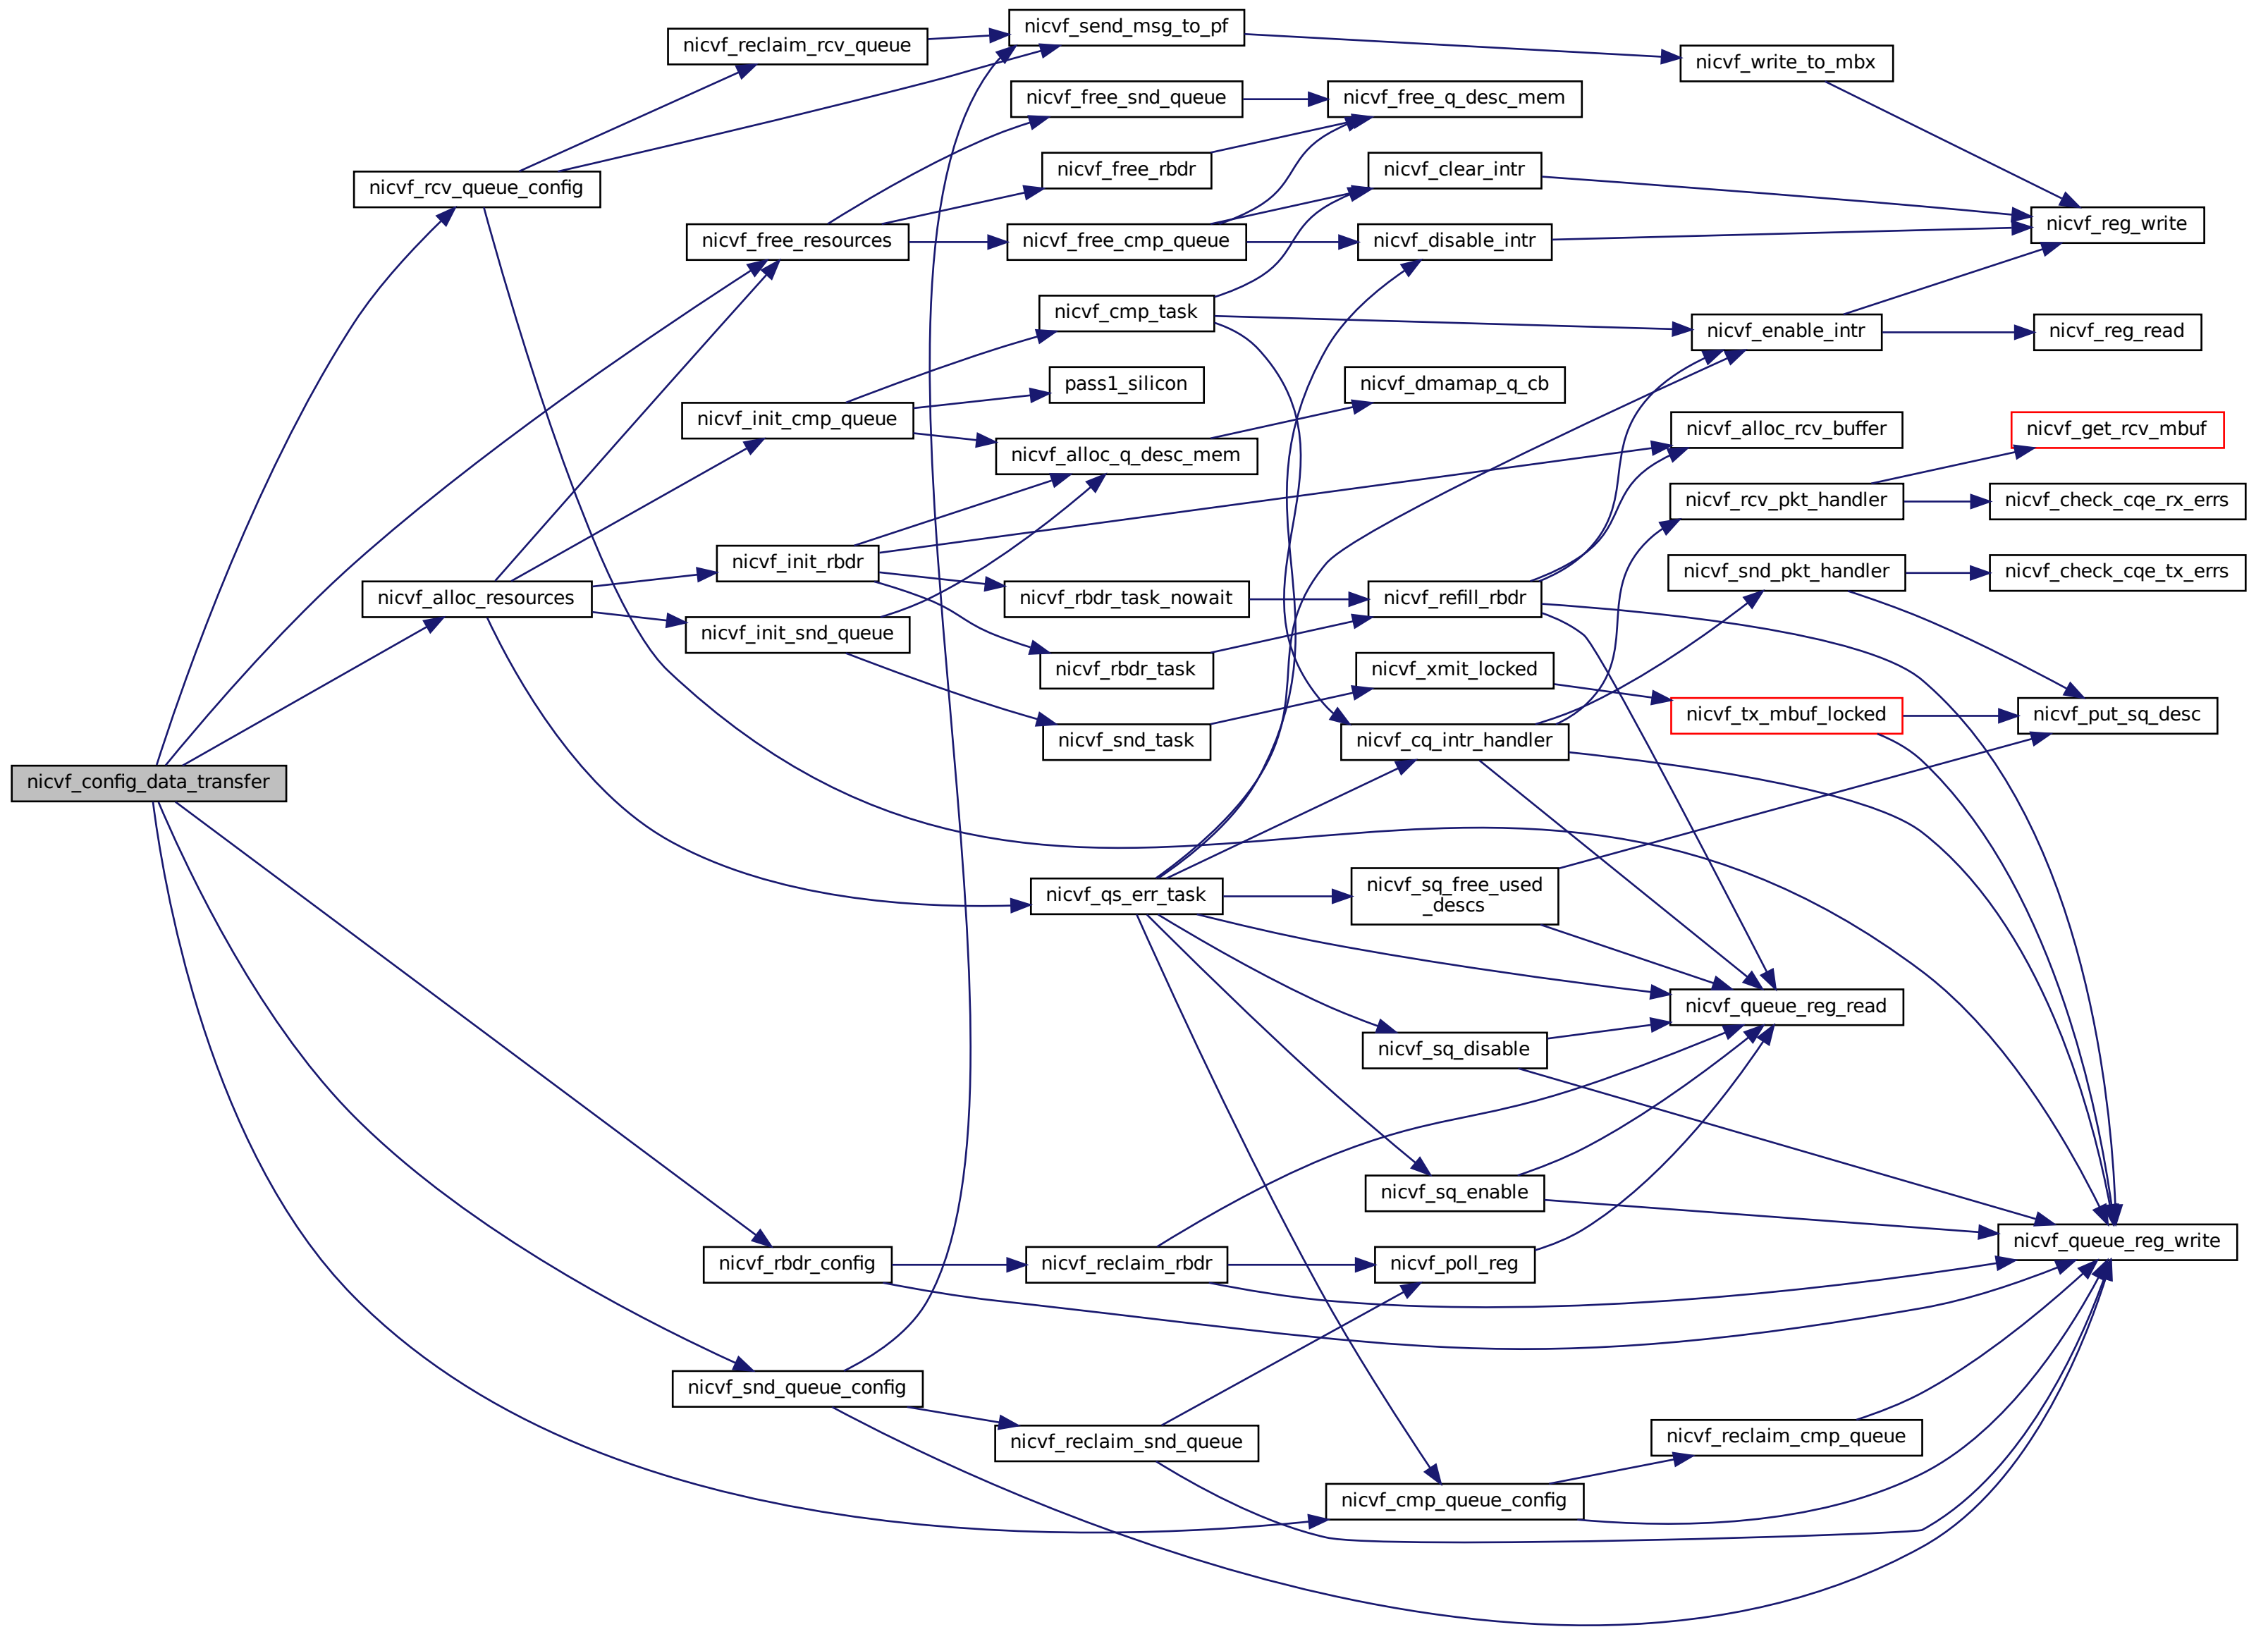 nicvf_send_msg_to_pf
nicvf_reclaim_rcv_queue
nicvf_write_to_mbx
nicvf_free_snd_queue
nicvf_free_q_desc_mem
nicvf_free_rbdr
nicvf_clear_intr
nicvf_rcv_queue_config
nicvf_reg_write
nicvf_free_resources
nicvf_free_cmp_queue
nicvf_disable_intr
nicvf_cmp_task
nicvf_enable_intr
nicvf_reg_read
pass1_silicon
nicvf_dmamap_q_cb
nicvf_init_cmp_queue
nicvf_alloc_rcv_buffer
nicvf_get_rcv_mbuf
nicvf_alloc_q_desc_mem
nicvf_rcv_pkt_handler
nicvf_check_cqe_rx_errs
nicvf_init_rbdr
nicvf_snd_pkt_handler
nicvf_check_cqe_tx_errs
nicvf_alloc_resources
nicvf_rbdr_task_nowait
nicvf_refill_rbdr
nicvf_init_snd_queue
nicvf_rbdr_task
nicvf_xmit_locked
nicvf_tx_mbuf_locked
nicvf_put_sq_desc
nicvf_snd_task
nicvf_cq_intr_handler
nicvf_config_data_transfer
nicvf_qs_err_task
nicvf_sq_free_used
_descs
nicvf_queue_reg_read
nicvf_sq_disable
nicvf_sq_enable
nicvf_queue_reg_write
nicvf_rbdr_config
nicvf_reclaim_rbdr
nicvf_poll_reg
nicvf_snd_queue_config
nicvf_reclaim_snd_queue
nicvf_reclaim_cmp_queue
nicvf_cmp_queue_config